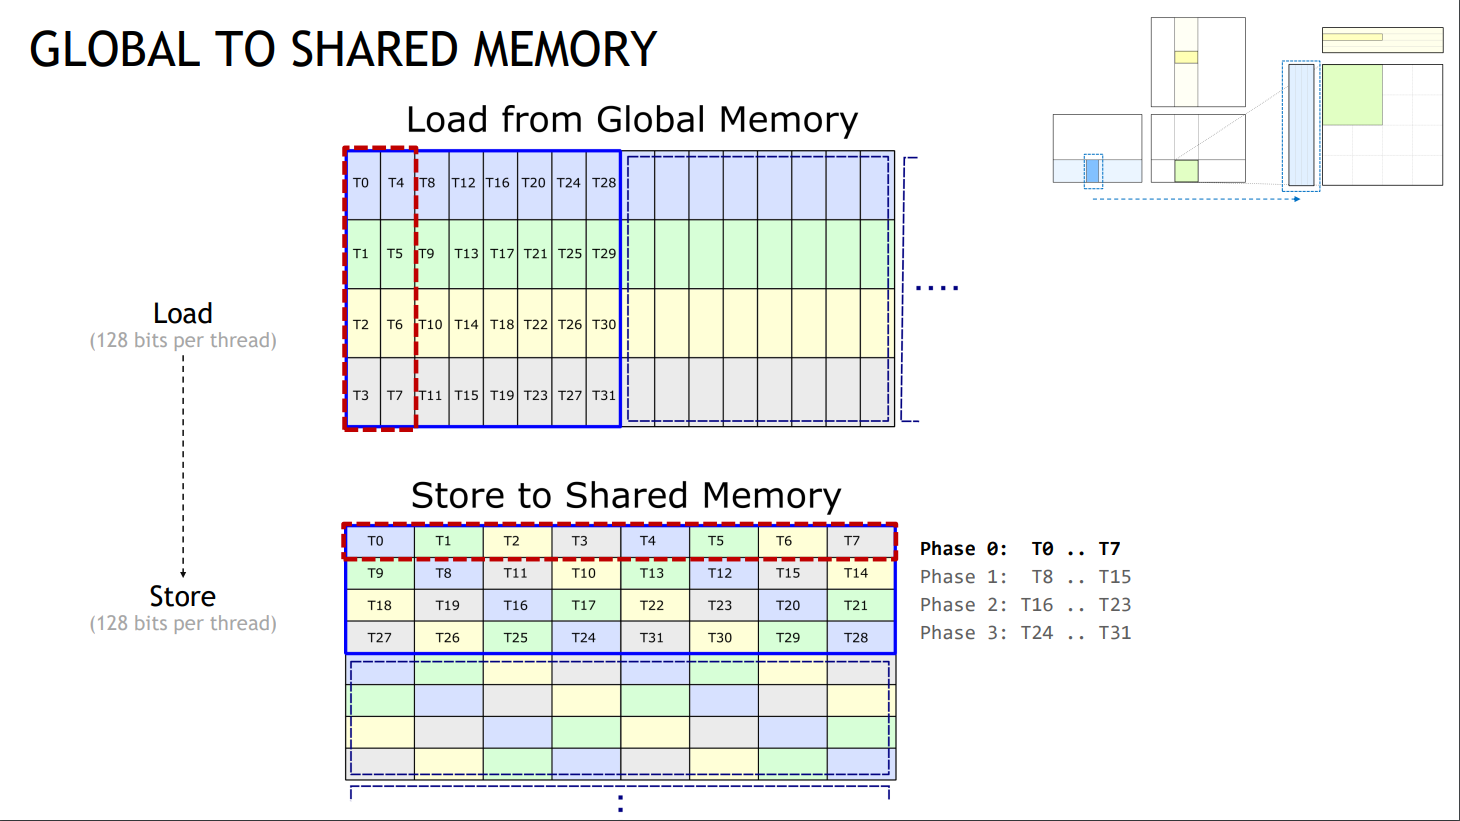 GLOBAL TO SHARED MEMORY
Load from Global Memory
T0 T4 T8 T12 T16 T20 T24 T28
T1 T5 T9 T13 T17 T21 T25 T29
T2 T6 T10 T14 T18 T22 T26 T30
T3 T7 T11 T15 T19 T23 T27 T31
....
Load
(128 bits per thread)
Store
(128 bits per thread)
Store to Shared Memory
T0 T1 T2 T3 T4 T5 T6 T7
T9 T8 T11 T10 T13 T12 T15 T14
T18 T19 T16 T17 T22 T23 T20 T21
T27 T26 T25 T24 T31 T30 T29 T28
:
Phase 0: T0 .. T7
Phase 1: T8 .. T15
Phase 2: T16 .. T23
Phase 3: T24 .. T31